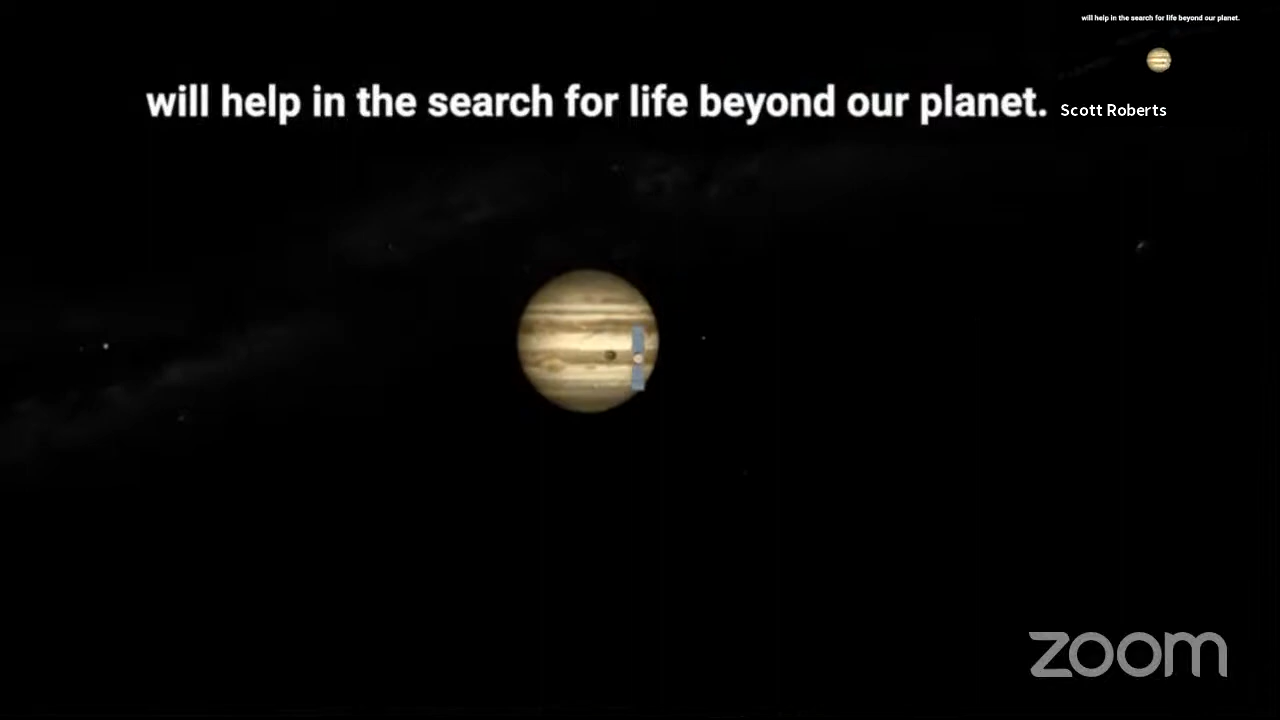 will help in the search for life beyond our planet.
will help in the search for life beyond our planet.
Scott Roberts
zoom